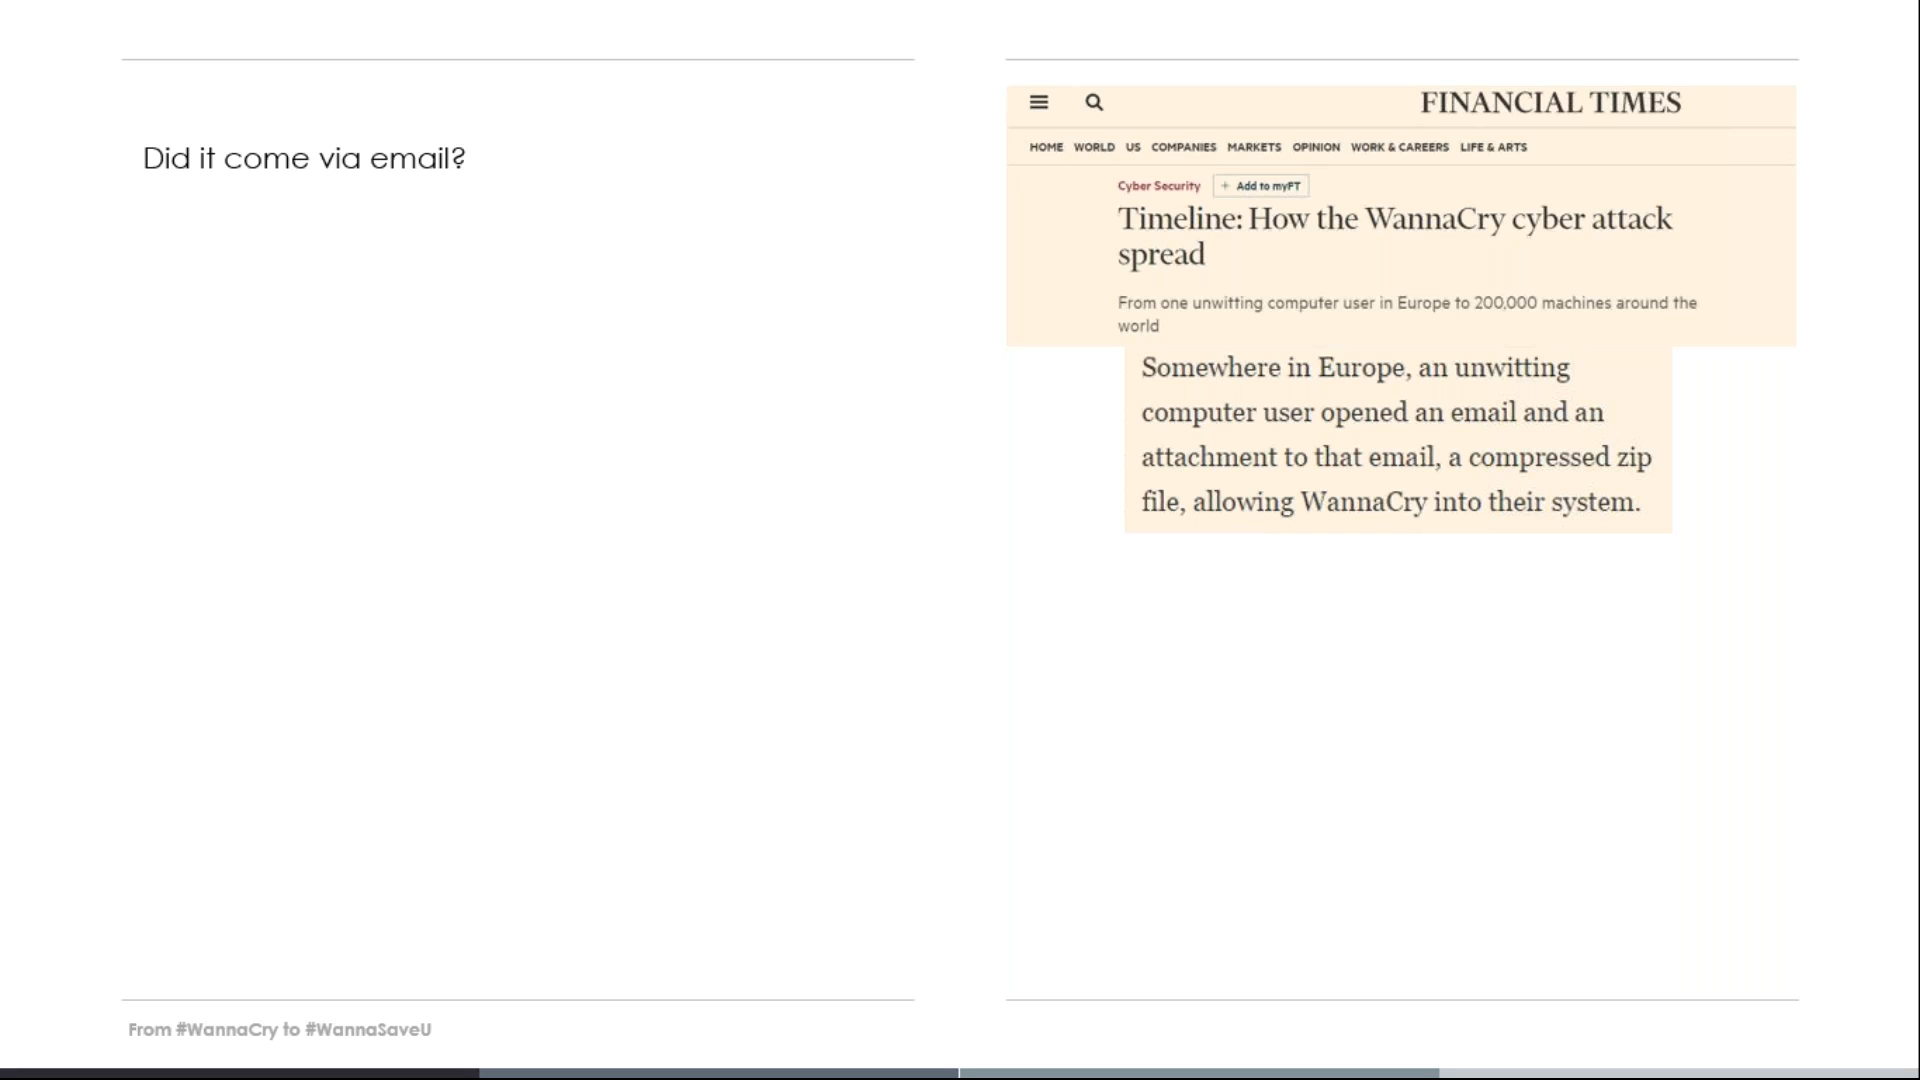 Did it come via email?
FINANCIAL TIMES
HOME WORLD US COMPANIES MARKETS OPINION WORK & CAREERS LIFE & ARTS
Cyber Security + Add to myFT
Timeline: How the WannaCry cyber attack
spread
From one unwitting computer user in Europe to 200,000 machines around the
world
Somewhere in Europe, an unwitting
computer user opened an email and an
attachment to that email, a compressed zip
file, allowing WannaCry into their system.
From #WannaCry to #WannaSaveU